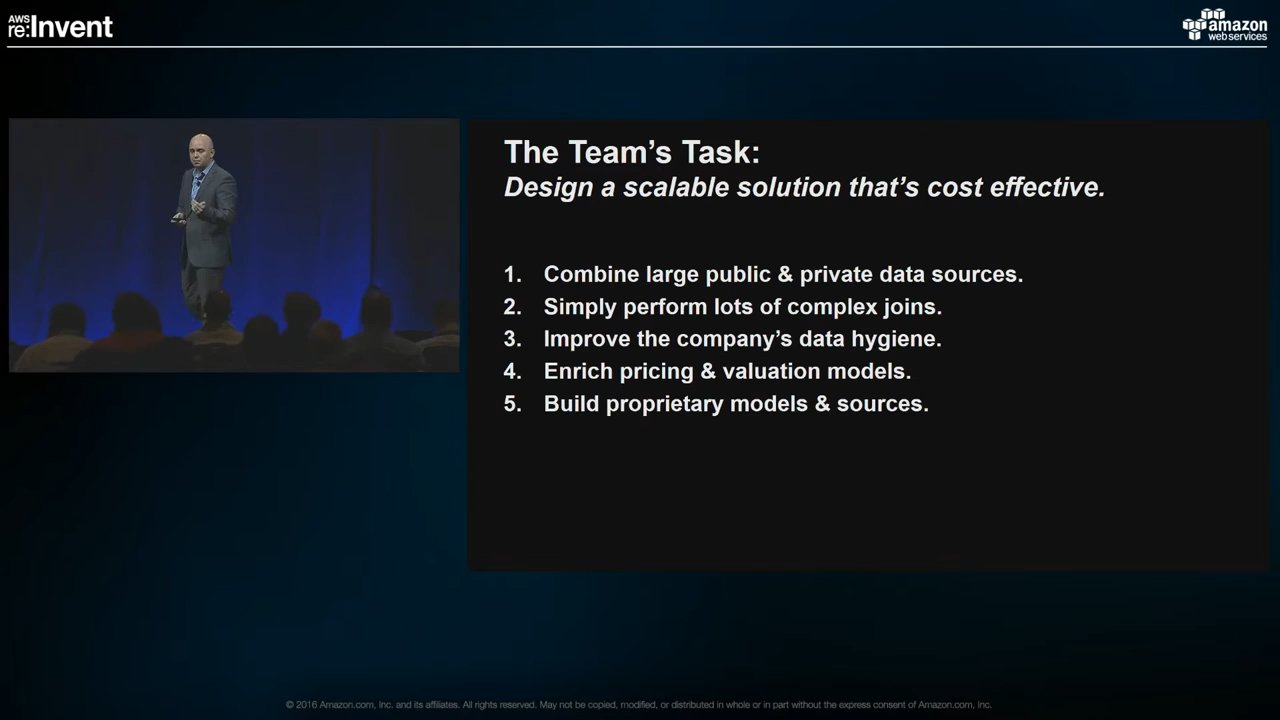 AWS
re:Invent
amazon
web services
The Team's Task:
Design a scalable solution that's cost effective.
1. Combine large public & private data sources.
2. Simply perform lots of complex joins.
3. Improve the company's data hygiene.
4. Enrich pricing & valuation models.
5. Build proprietary models & sources.
© 2016 Amazon.com, Inc. and its affiliates. All rights reserved. May not be copied, modified, or distributed in whole or in part without the express consent of Amazon.com, Inc.